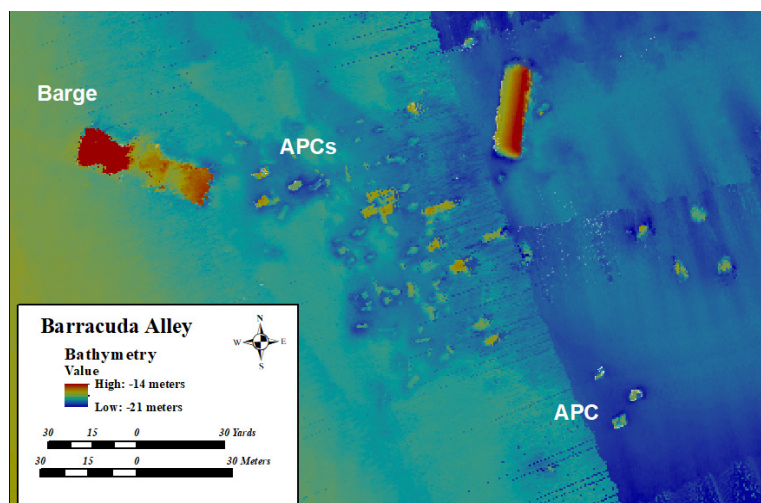 Barge
APCs
APC
Barracuda Alley
N
W E
S
Bathymetry
Value
High: -14 meters
Low: -21 meters
30 15 0 30 Yards
30 15 0 30 Meters